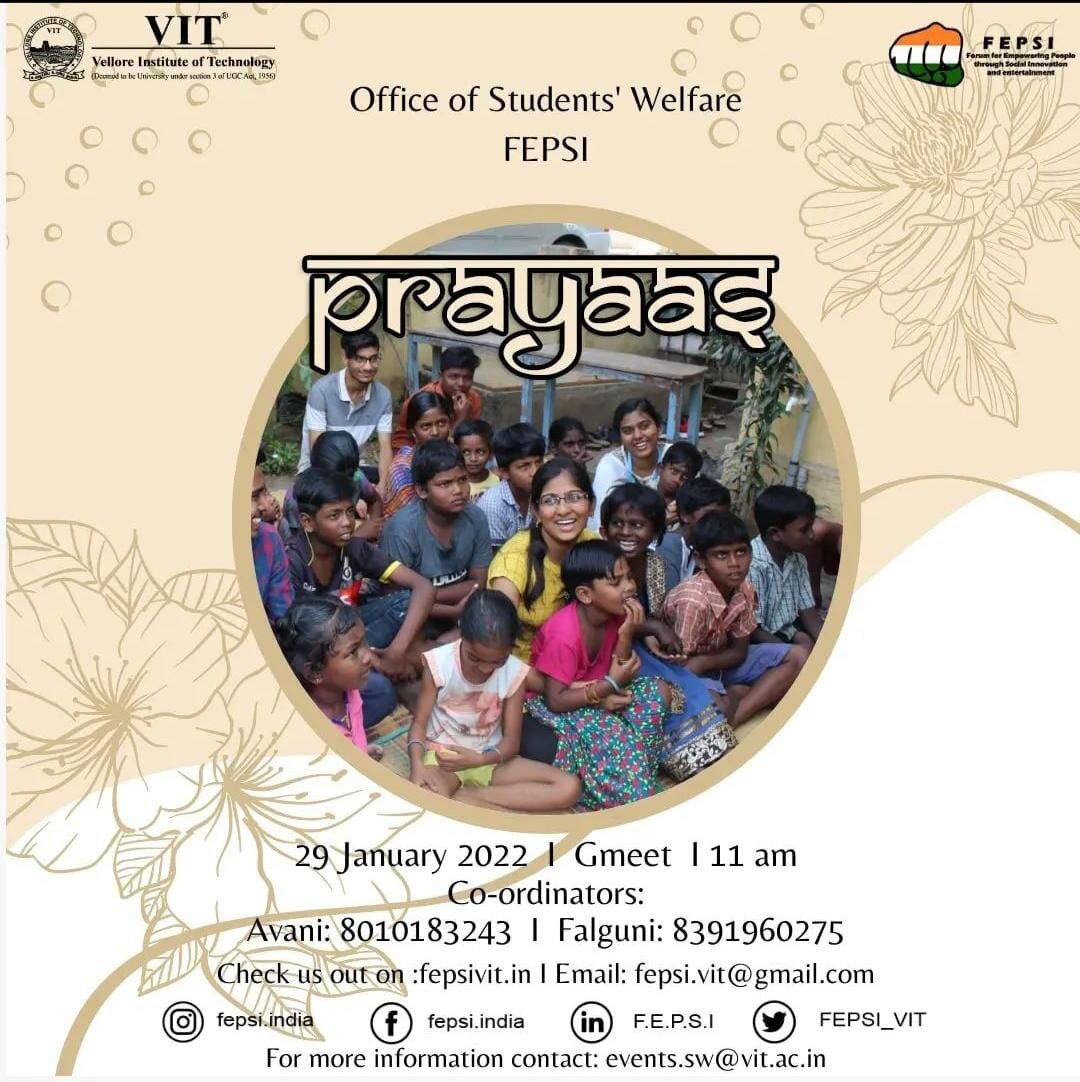 VIT®
Vellore Institute of Technology
(Deemed to be University under section 3 of UGC Act, 1956)
VIT
FEPSI
Forum for Empowering People
through Social Innovation
and entertainment
Office of Students' Welfare
FEPSI
prayaas
29 January 2022 I Gmeet I 11 am
Co-ordinators:
Avani: 8010183243 I Falguni: 8391960275
Check us out on :fepsivit.in I Email: fepsi.vit@gmail.com
fepsi.india fepsi.india in F.E.P.S.I FEPSI_VIT
For more information contact: events.sw@vit.ac.in